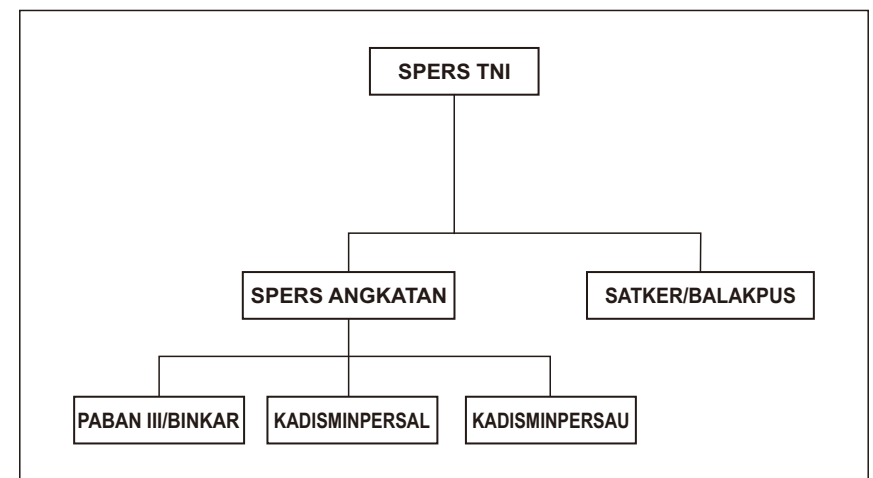 SPERS TNI
SPERS ANGKATAN
SATKER/BALAKPUS
PABAN III/BINKAR
KADISMINPERSAL
KADISMINPERSAU